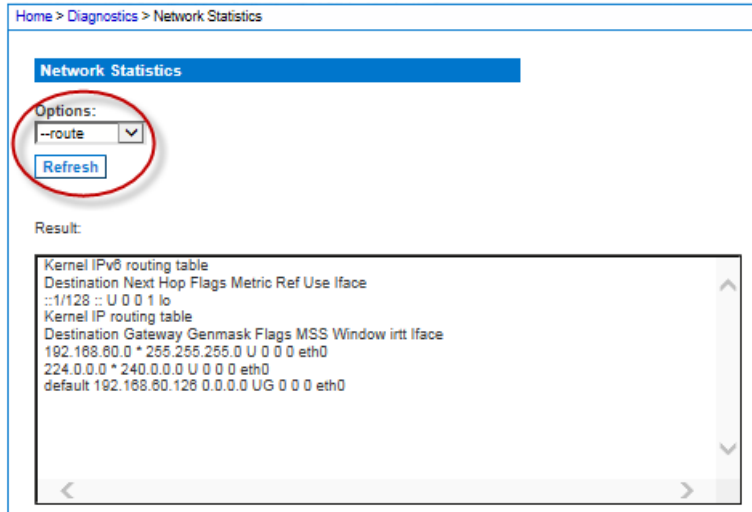 Home > Diagnostics > Network Statistics
Network Statistics
Options:
--route
Refresh
Result:
Kernel IPv6 routing table
Destination Next Hop Flags Metric Ref Use Iface
::1/128 :: U 0 0 1 lo
Kernel IP routing table
Destination Gateway Genmask Flags MSS Window irtt Iface
192.168.60.0 * 255.255.255.0 U 0 0 0 eth0
224.0.0.0 * 240.0.0.0 U 0 0 0 eth0
default 192.168.60.126 0.0.0.0 UG 0 0 0 eth0